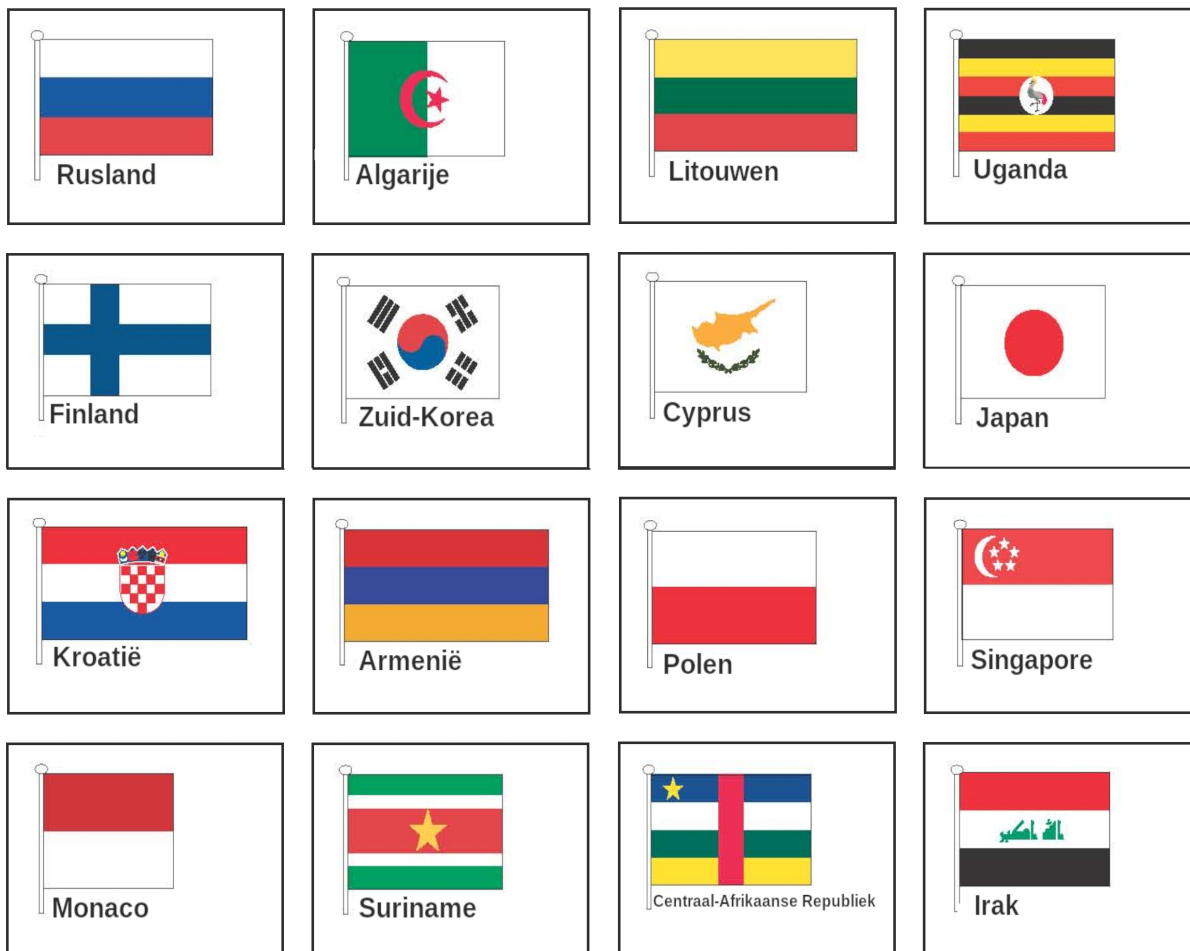 Rusland
Algarije
Litouwen
Uganda
Finland
Zuid-Korea
Cyprus
Japan
Kroatië
Armenië
Polen
Singapore
Monaco
Suriname
Centraal-Afrikaanse Republiek
Irak